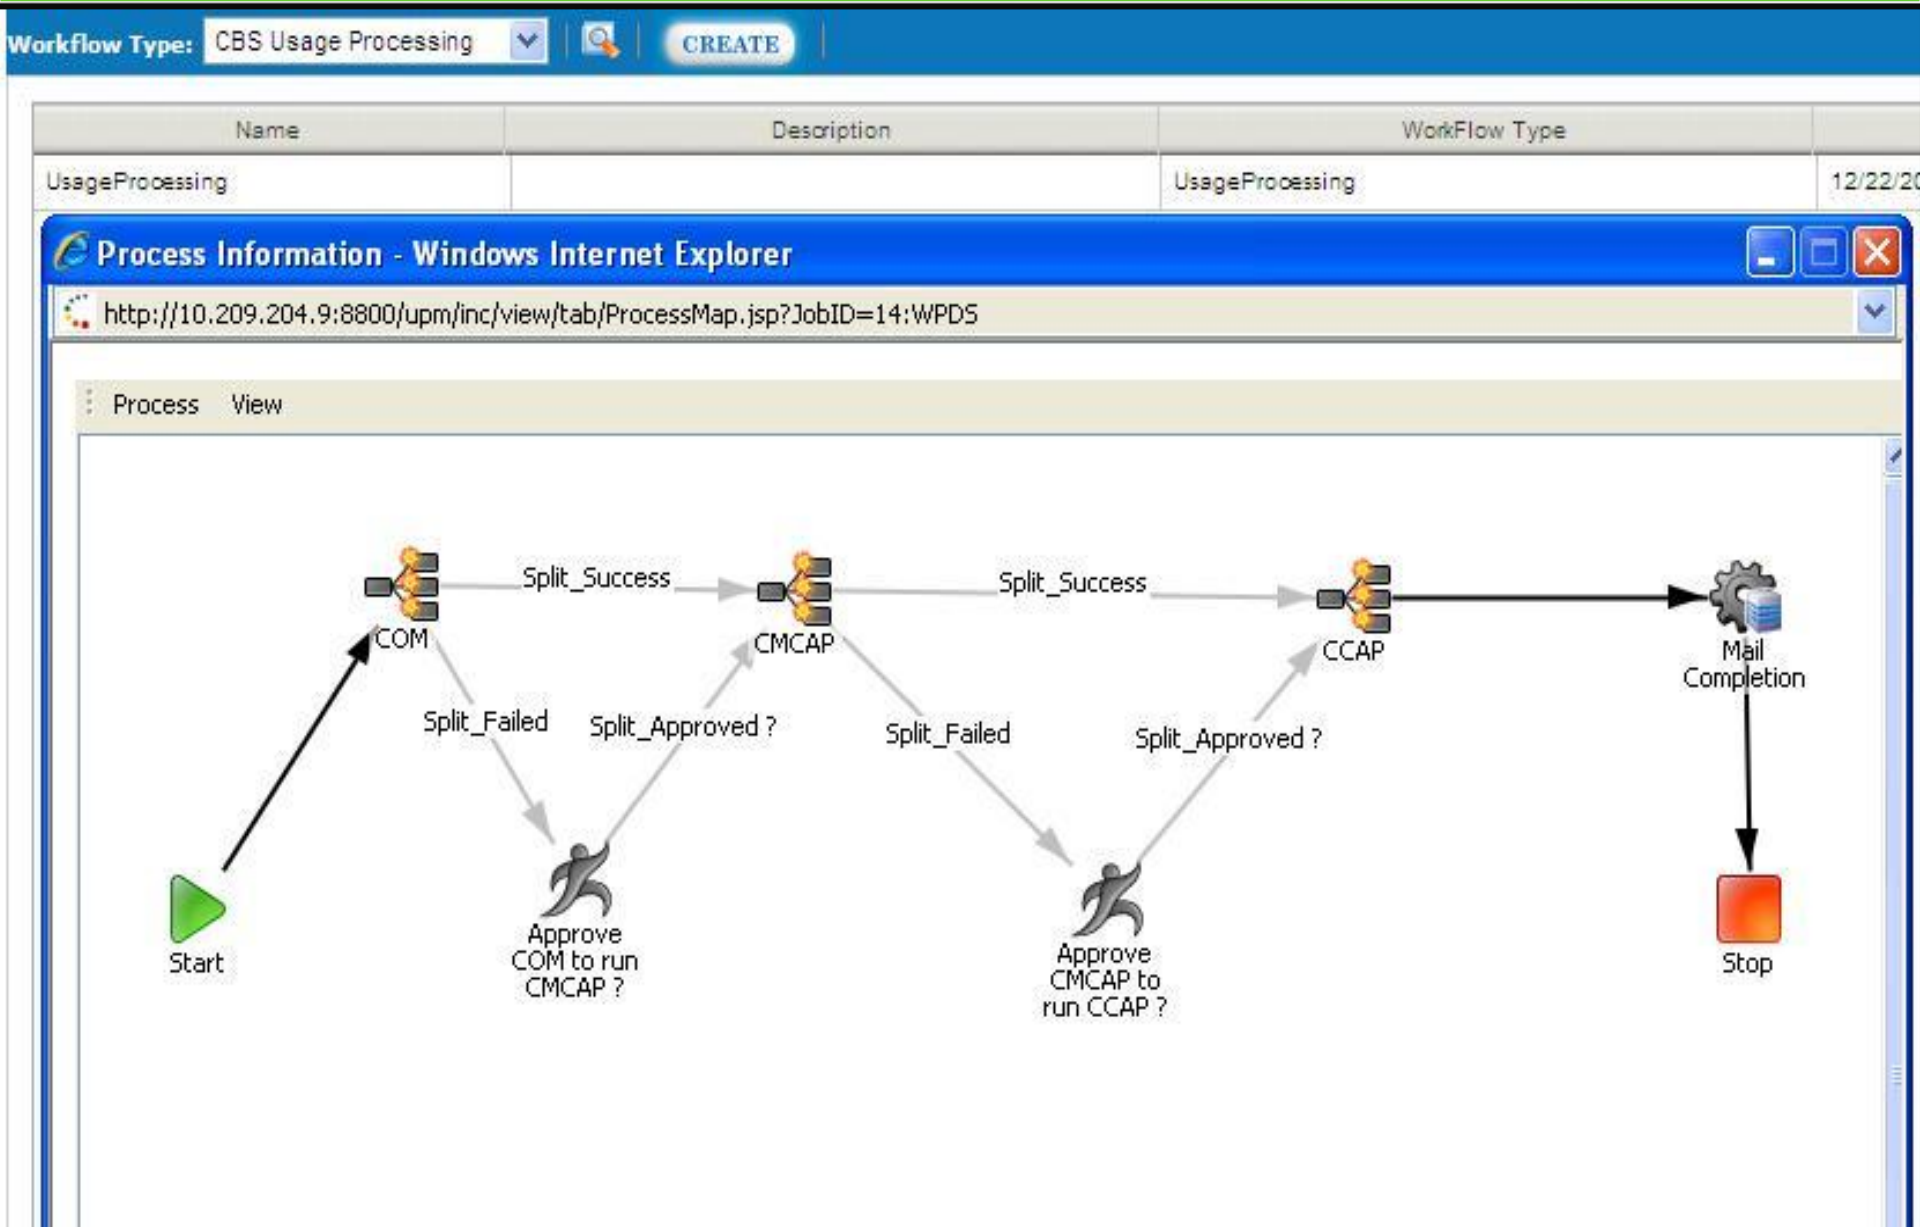 Workflow Type: CBS Usage Processing CREATE
Name Description WorkFlow Type
UsageProcessing UsageProcessing 12/22/20
Process Information - Windows Internet Explorer
http://10.209.204.9:8800/upm/inc/view/tab/ProcessMap.jsp?JobID=14:WPDS
Process View
Split_Success
Split_Success
COM
CMCAP
CCAP
Mail
Completion
Split_Failed
Split_Approved ?
Split_Failed
Split_Approved ?
Start
Approve
COM to run
CMCAP ?
Approve
CMCAP to
run CCAP ?
Stop